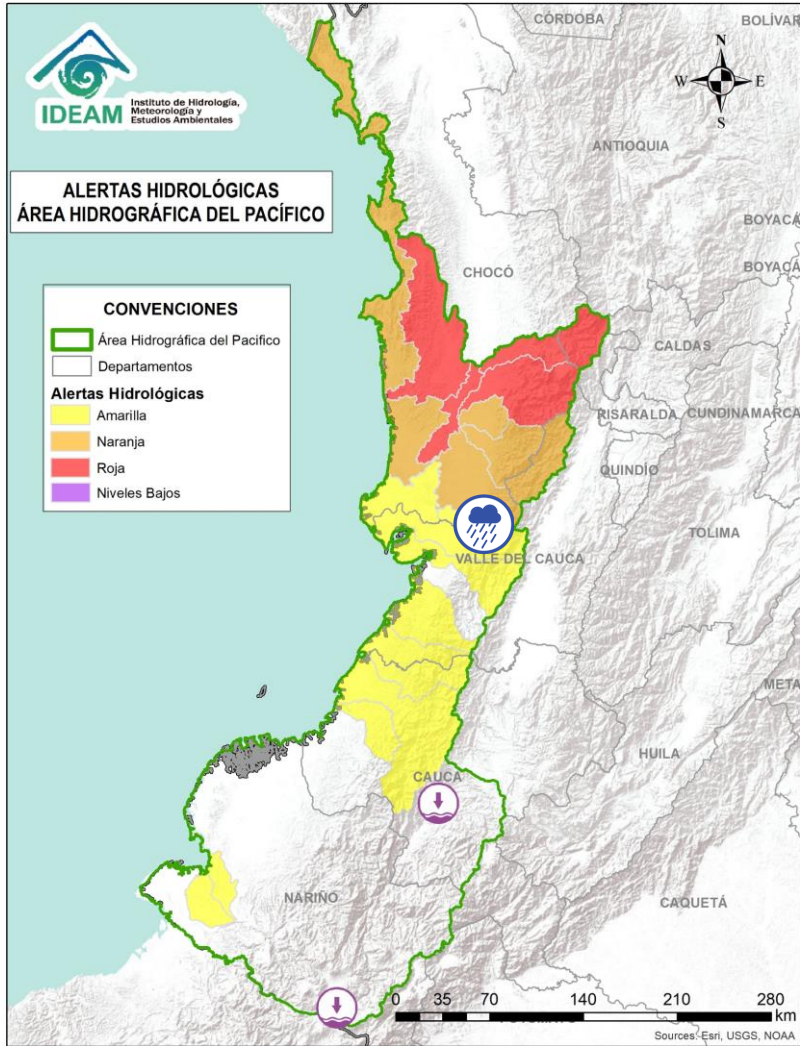 CÓRDOBA
BOLÍVAR
N
W
E
S
IDEAM
Instituto de Hidrología,
Meteorología y
Estudios Ambientales
ANTIOQUIA
ALERTAS HIDROLÓGICAS
ÁREA HIDROGRÁFICA DEL PACÍFICO
BOYACÁ
BOYACÁ
CHOCÓ
CONVENCIONES
Área Hidrográfica del Pacifico
Departamentos
Alertas Hidrológicas
Amarilla
Naranja
Roja
Niveles Bajos
CALDAS
RISARALDA
CUNDINAMARCA
QUINDÍO
TOLIMA
VALLE DEL CAUCA
META
HUILA
CAUCA
NARIÑO
CAQUETÁ
0 35 70 140 210 280
km
Sources: Esri, USGS, NOAA